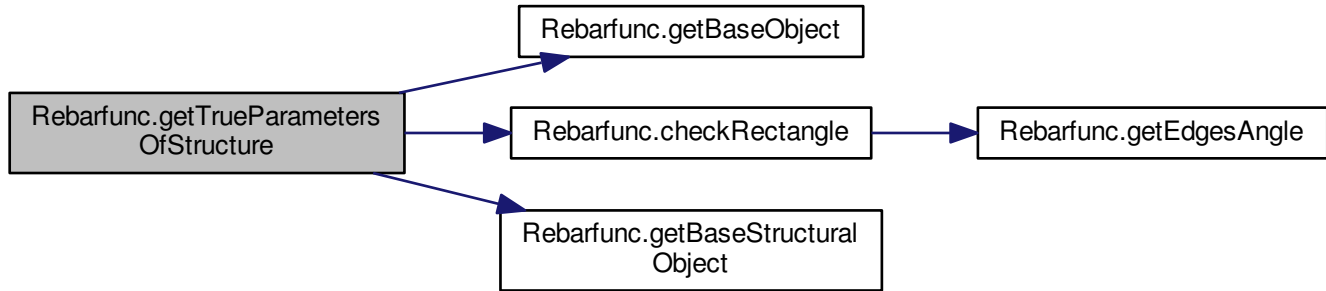 Rebarfunc.getBaseObject
Rebarfunc.getTrueParameters
OfStructure
Rebarfunc.checkRectangle
Rebarfunc.getEdgesAngle
Rebarfunc.getBaseStructural
Object